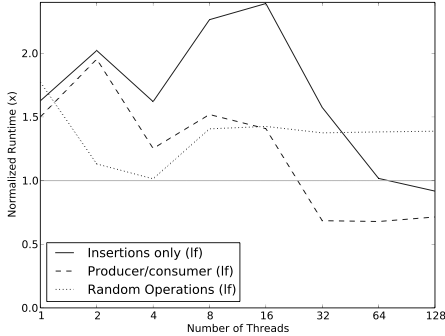 Normalized Runtime (x)
2.0
1.5
1.0
0.5
0.0
Insertions only (lf)
Producer/consumer (lf)
Random Operations (lf)
1 2 4 8 16 32 64 128
Number of Threads